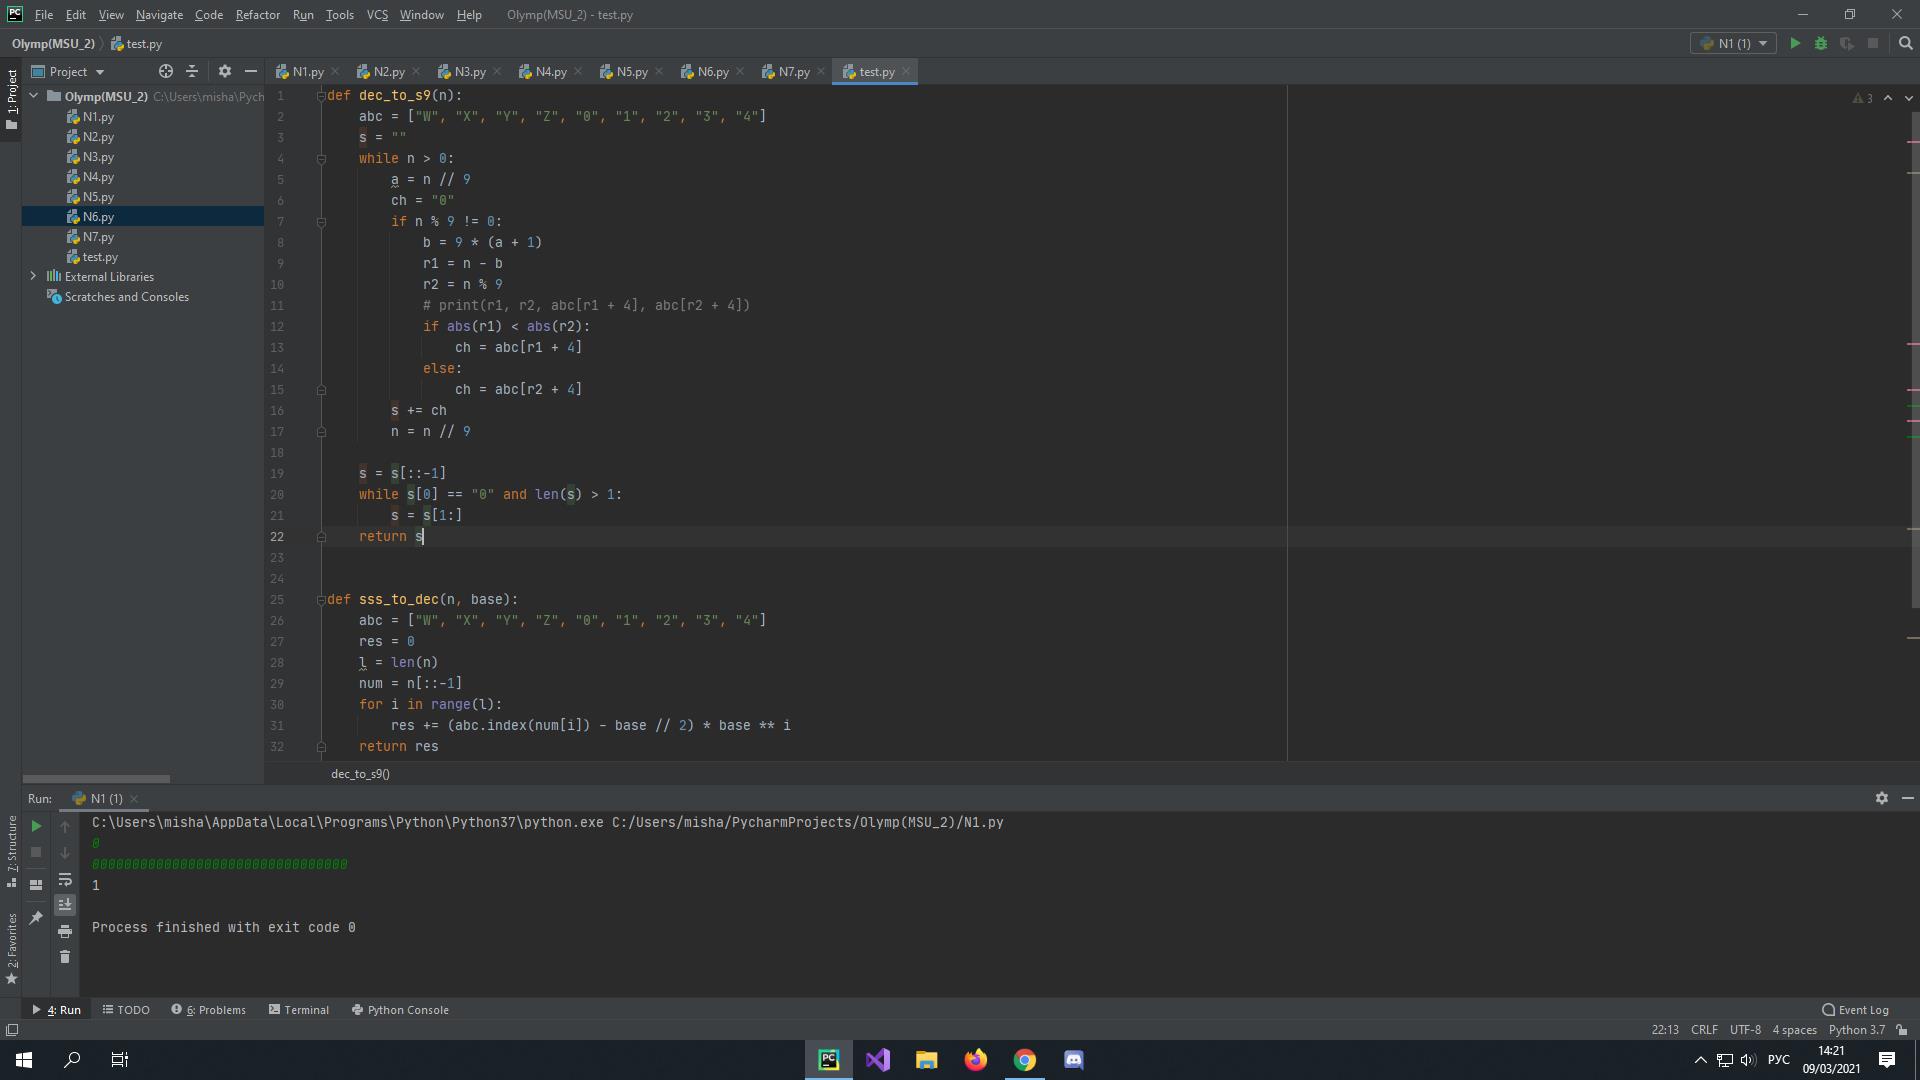 PC File Edit View Navigate Code Refactor Run Tools VCS Window Help Olymp(MSU_2) - test.py
Olymp(MSU_2) test.py N1 (1)
1: Project
Project
N1.py N2.py N3.py N4.py N5.py N6.py N7.py test.py
Olymp(MSU_2) C:\Users\misha\Pych
N1.py
N2.py
N3.py
N4.py
N5.py
N6.py
N7.py
test.py
External Libraries
Scratches and Consoles
3
1 def dec_to_s9(n):
2 abc = ["W", "X", "Y", "Z", "0", "1", "2", "3", "4"]
3 s = ""
4 while n > 0:
5 a = n // 9
6 ch = "0"
7 if n % 9 != 0:
8 b = 9 * (a + 1)
9 r1 = n - b
10 r2 = n % 9
11 # print(r1, r2, abc[r1 + 4], abc[r2 + 4])
12 if abs(r1) < abs(r2):
13 ch = abc[r1 + 4]
14 else:
15 ch = abc[r2 + 4]
16 s += ch
17 n = n // 9
18
19 s = s[::-1]
20 while s[0] == "0" and len(s) > 1:
21 s = s[1:]
22 return s
23
24
25 def sss_to_dec(n, base):
26 abc = ["W", "X", "Y", "Z", "0", "1", "2", "3", "4"]
27 res = 0
28 l = len(n)
29 num = n[::-1]
30 for i in range(l):
31 res += (abc.index(num[i]) - base // 2) * base ** i
32 return res
dec_to_s9()
Run: N1 (1)
C:\Users\misha\AppData\Local\Programs\Python\Python37\python.exe C:/Users/misha/PycharmProjects/Olymp(MSU_2)/N1.py
@
@@@@@@@@@@@@@@@@@@@@@@@@@@@@@@@@
1
Process finished with exit code 0
7: Structure
2: Favorites
4: Run TODO 6: Problems Terminal Python Console Event Log
22:13 CRLF UTF-8 4 spaces Python 3.7
PC РУС 14:21
09/03/2021